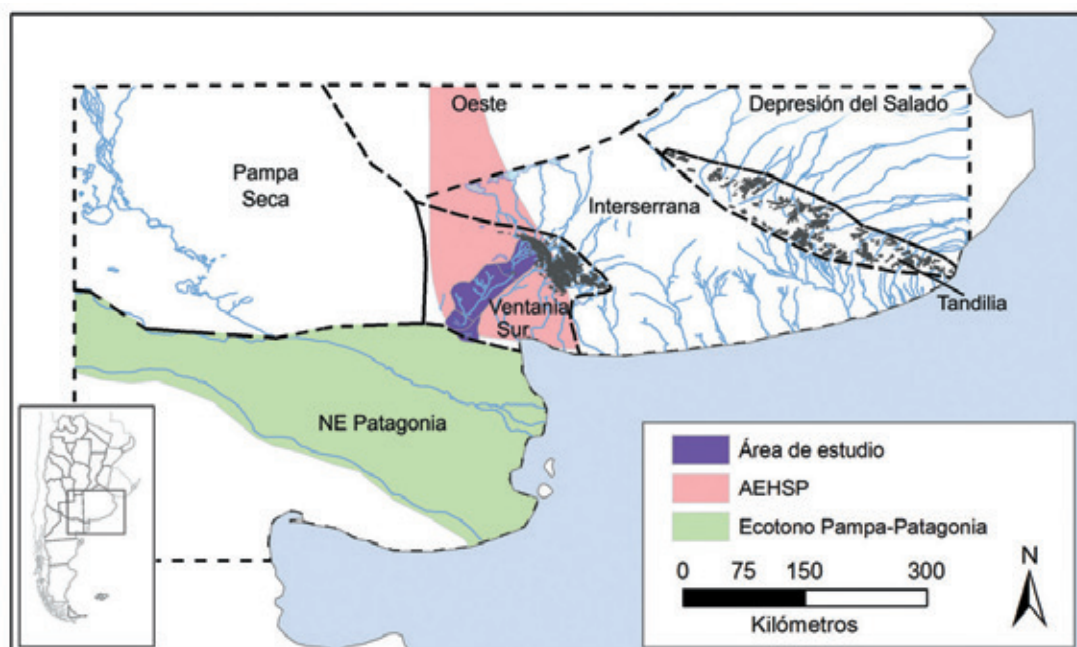 Oeste
Depresión del Salado
Pampa
Seca
Interserrana
Ventania
Sur
Tandilia
NE Patagonia
Área de estudio
AEHSP
Ecotono Pampa-Patagonia
0 75 150 300
Kilómetros
N